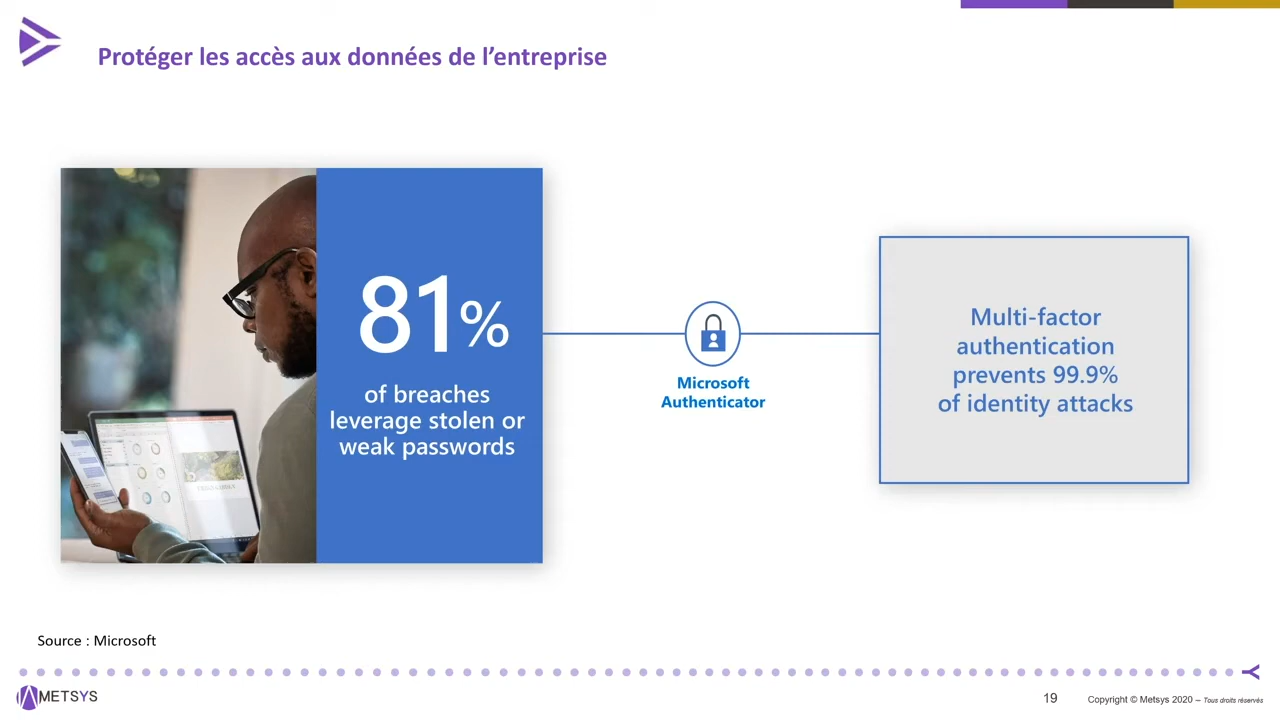 Protéger les accès aux données de l’entreprise
81%
of breaches
leverage stolen or
weak passwords
Microsoft
Authenticator
Multi-factor
authentication
prevents 99.9%
of identity attacks
Source : Microsoft
METSYS
19
Copyright © Metsys 2020 – Tous droits réservés